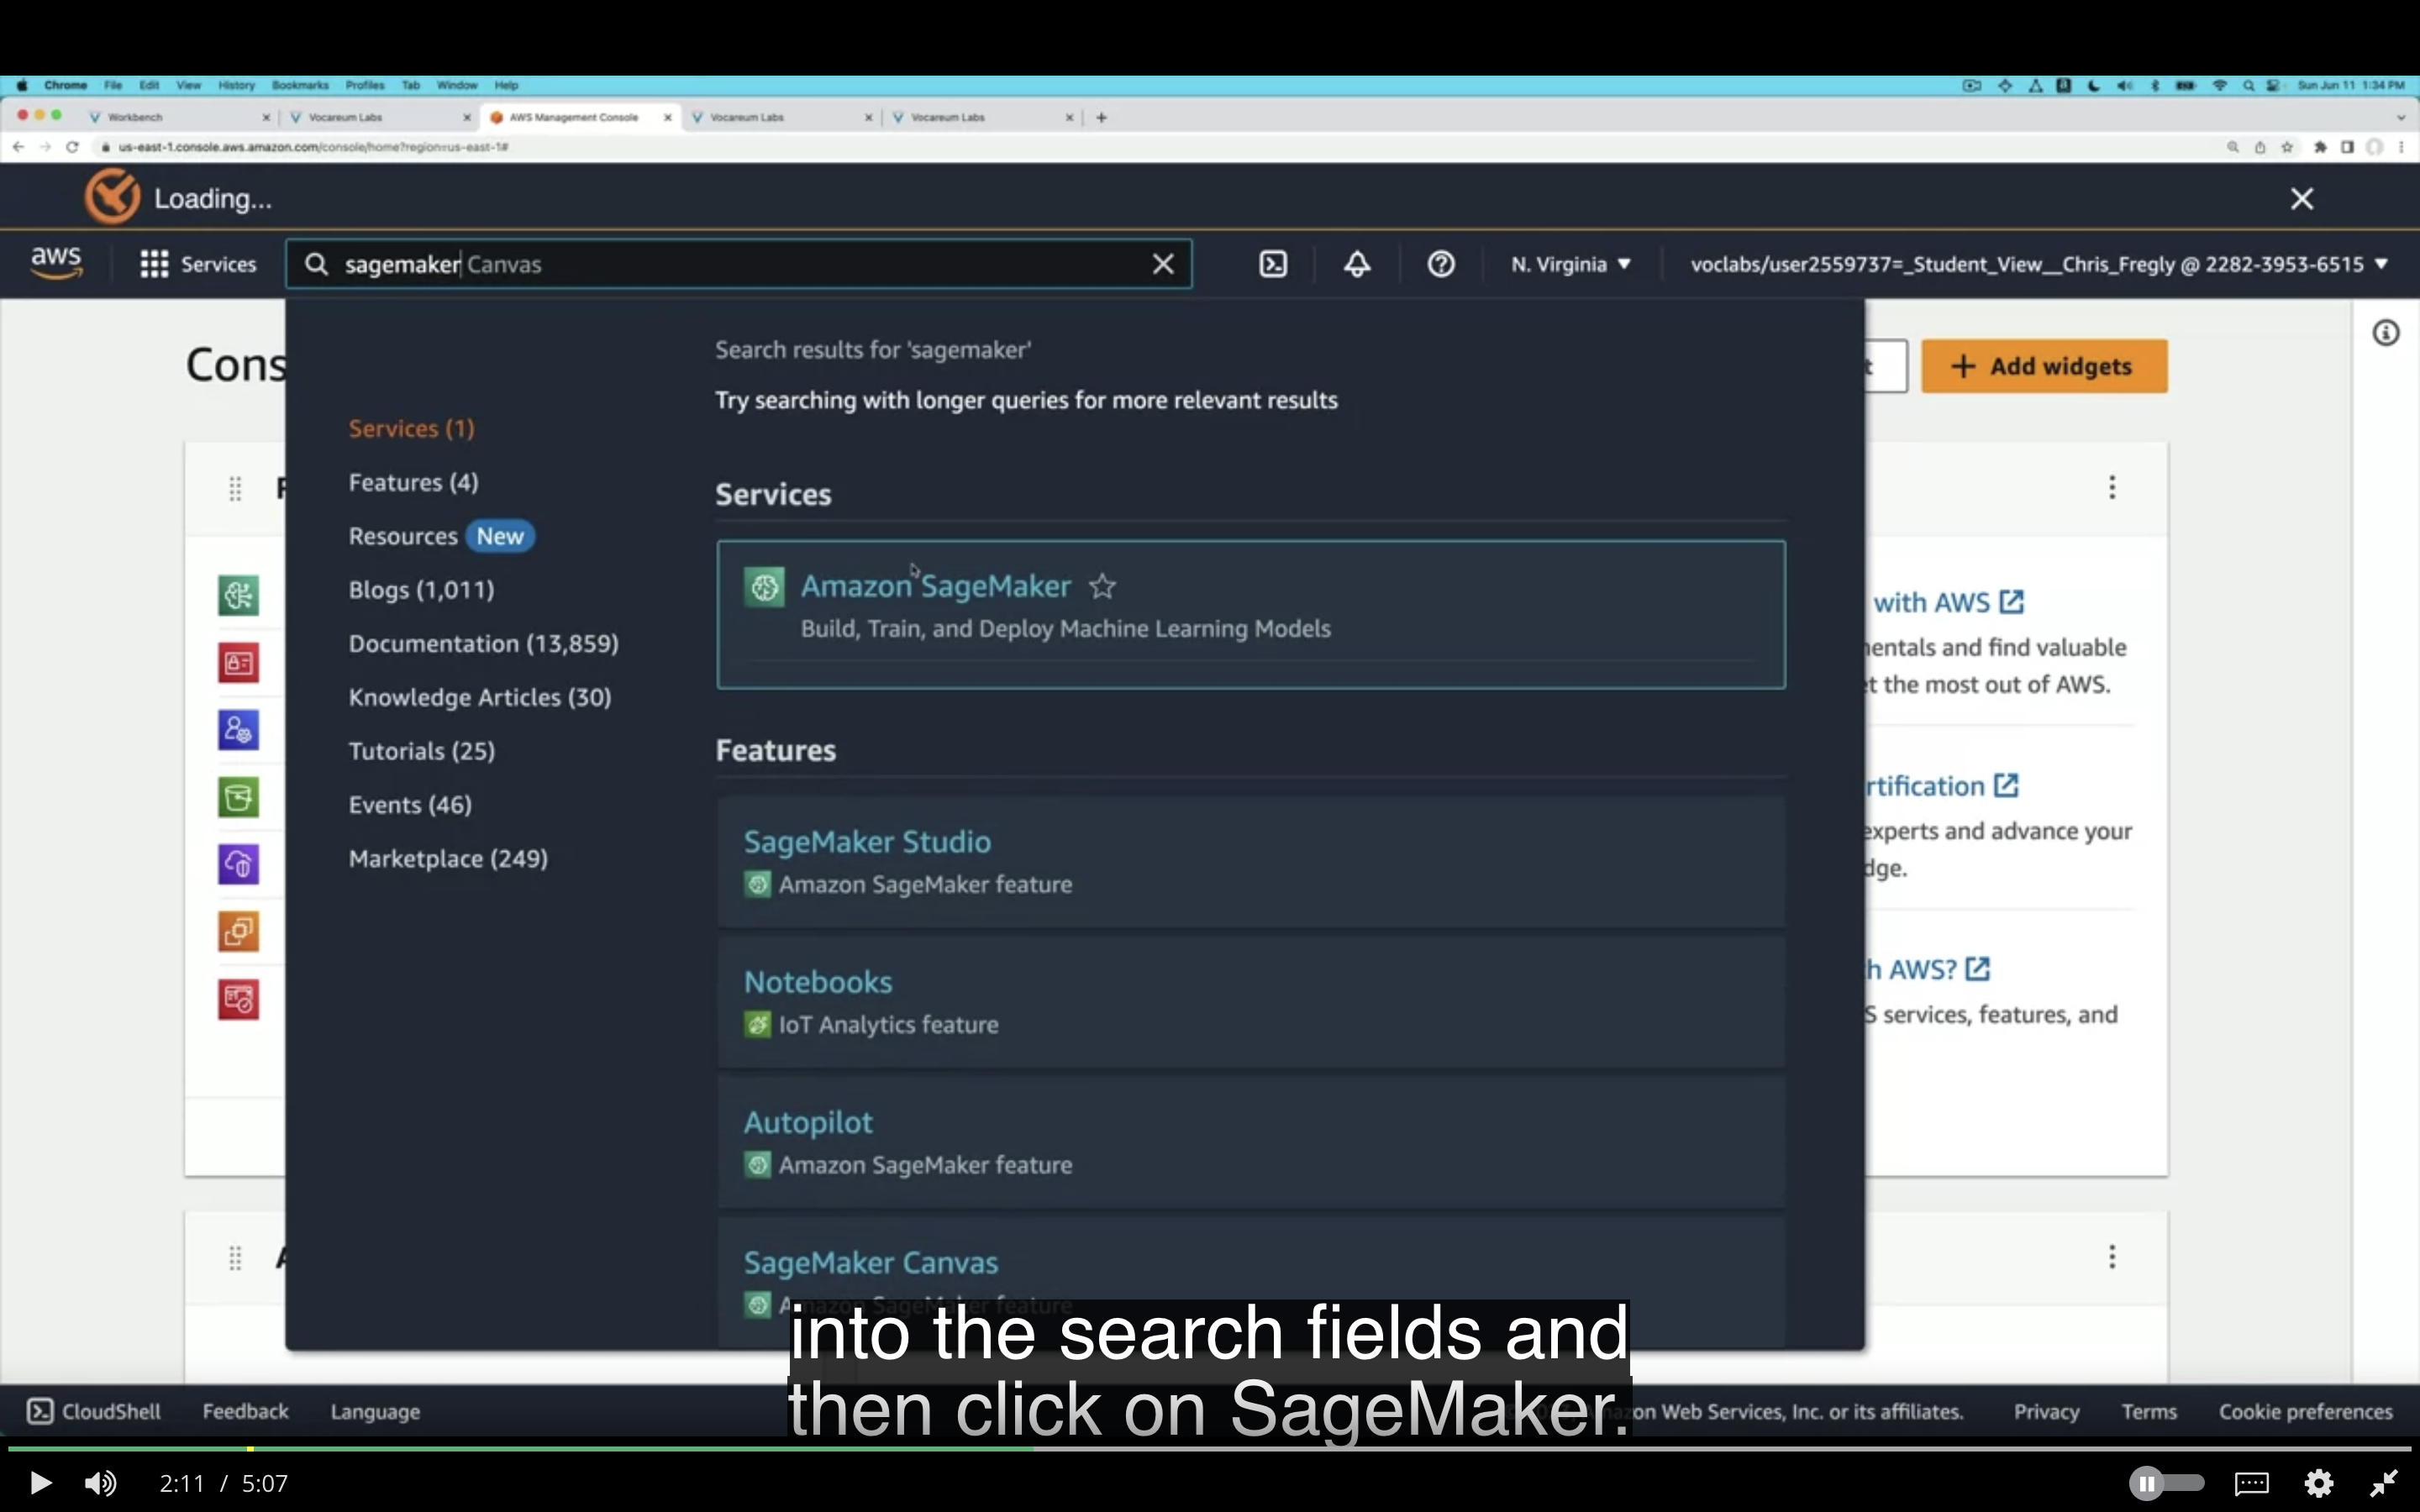 Chrome File Edit View History Bookmarks Profiles Tab Window Help
Sun Jun 11 1:34 PM
Workbench
Vocareum Labs
AWS Management Console
Vocareum Labs
Vocareum Labs
us-east-1.console.aws.amazon.com/console/home?region=us-east-1#
Loading...
aws
Services
sagemaker Canvas
N. Virginia
voclabs/user2559737=_Student_View__Chris_Fregly @ 2282-3953-6515
Cons
t
Add widgets
Search results for 'sagemaker'
Try searching with longer queries for more relevant results
Services (1)
Features (4)
Resources New
Blogs (1,011)
Documentation (13,859)
Knowledge Articles (30)
Tutorials (25)
Events (46)
Marketplace (249)
Services
Amazon SageMaker
Build, Train, and Deploy Machine Learning Models
Features
SageMaker Studio
Amazon SageMaker feature
Notebooks
IoT Analytics feature
Autopilot
Amazon SageMaker feature
SageMaker Canvas
Amazon SageMaker feature
with AWS
entals and find valuable
t the most out of AWS.
rtification
experts and advance your
dge.
h AWS?
S services, features, and
into the search fields and
then click on SageMaker.
CloudShell
Feedback
Language
on Web Services, Inc. or its affiliates.
Privacy
Terms
Cookie preferences
2:11 / 5:07